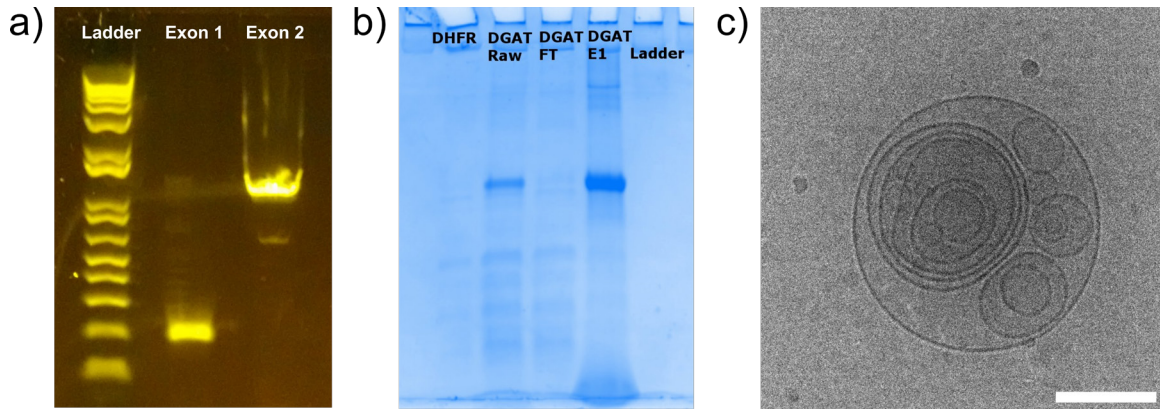 a)
Ladder Exon 1 Exon 2
b)
DHFR DGAT DGAT DGAT Ladder
Raw FT E1
c)